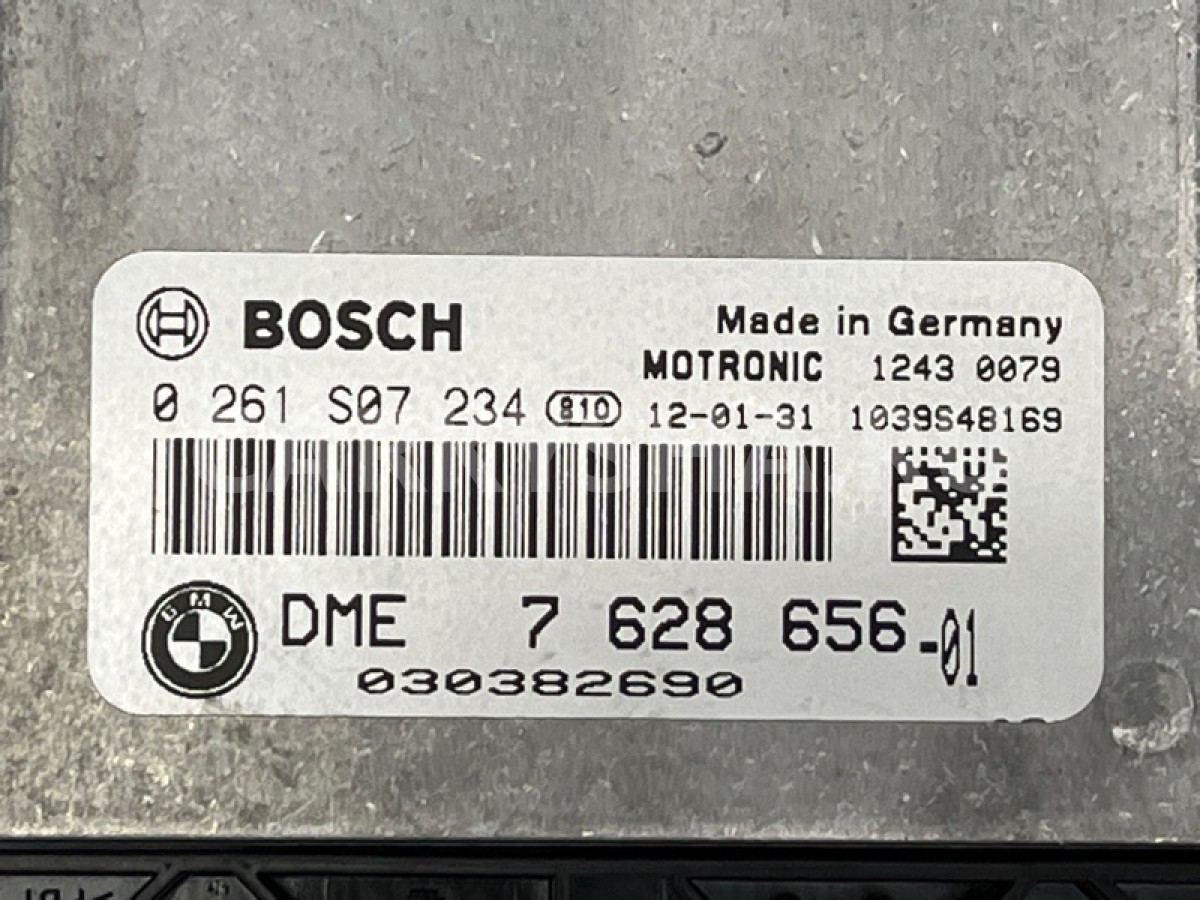 BOSCH
Made in Germany
MOTRONIC 1243 0079
0 261 S07 234 810 12-01-31 1039S48169
BMW
DME 7 628 656-01
030382690